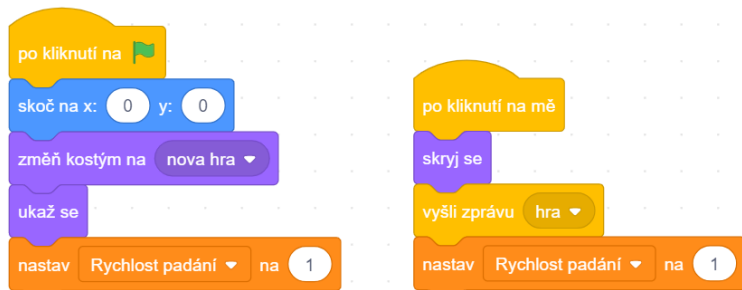 po kliknutí na
skoč na x: 0 y: 0
změň kostým na nova hra
ukaž se
nastav Rychlost padání na 1
po kliknutí na mě
skryj se
vyšli zprávu hra
nastav Rychlost padání na 1